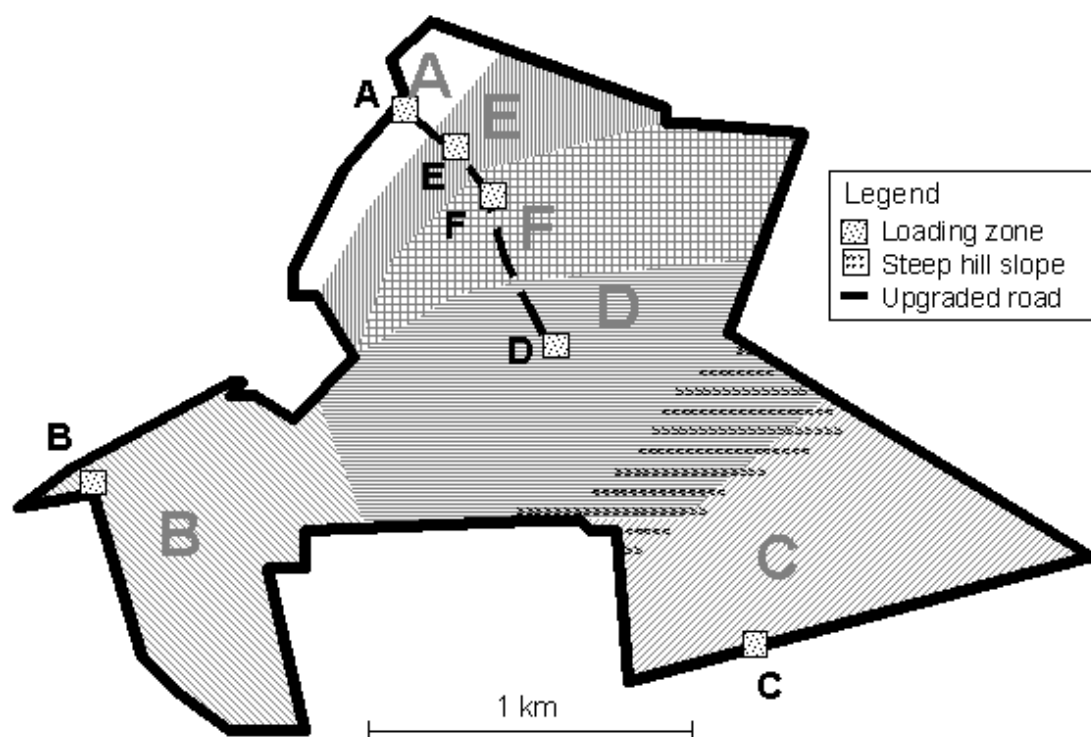 A
A
E
E
F
F
D
D
B
B
C
C
Legend
Loading zone
Steep hill slope
Upgraded road
1 km